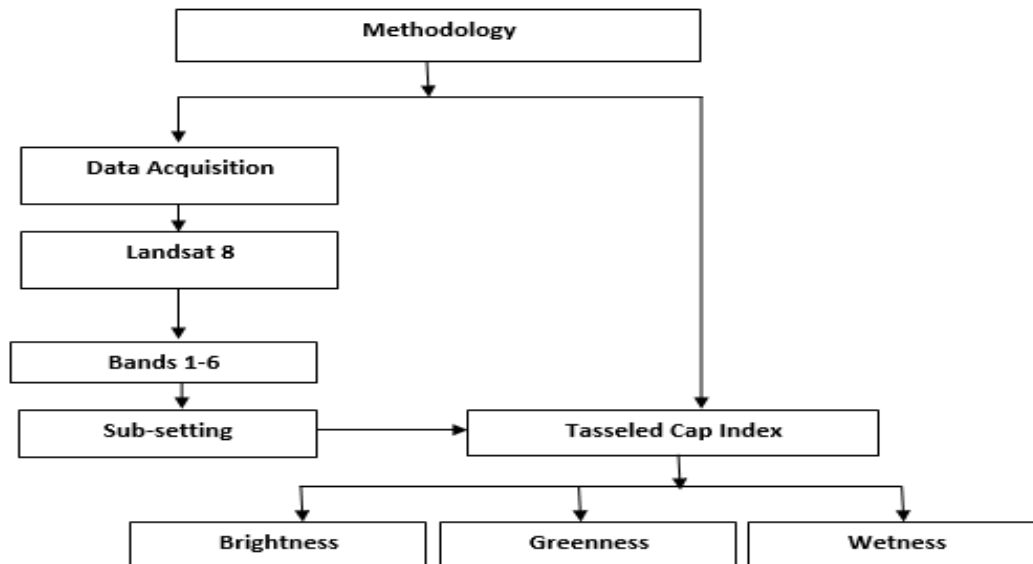 Methodology
Data Acquisition
Landsat 8
Bands 1-6
Sub-setting
Tasseled Cap Index
Brightness
Greenness
Wetness